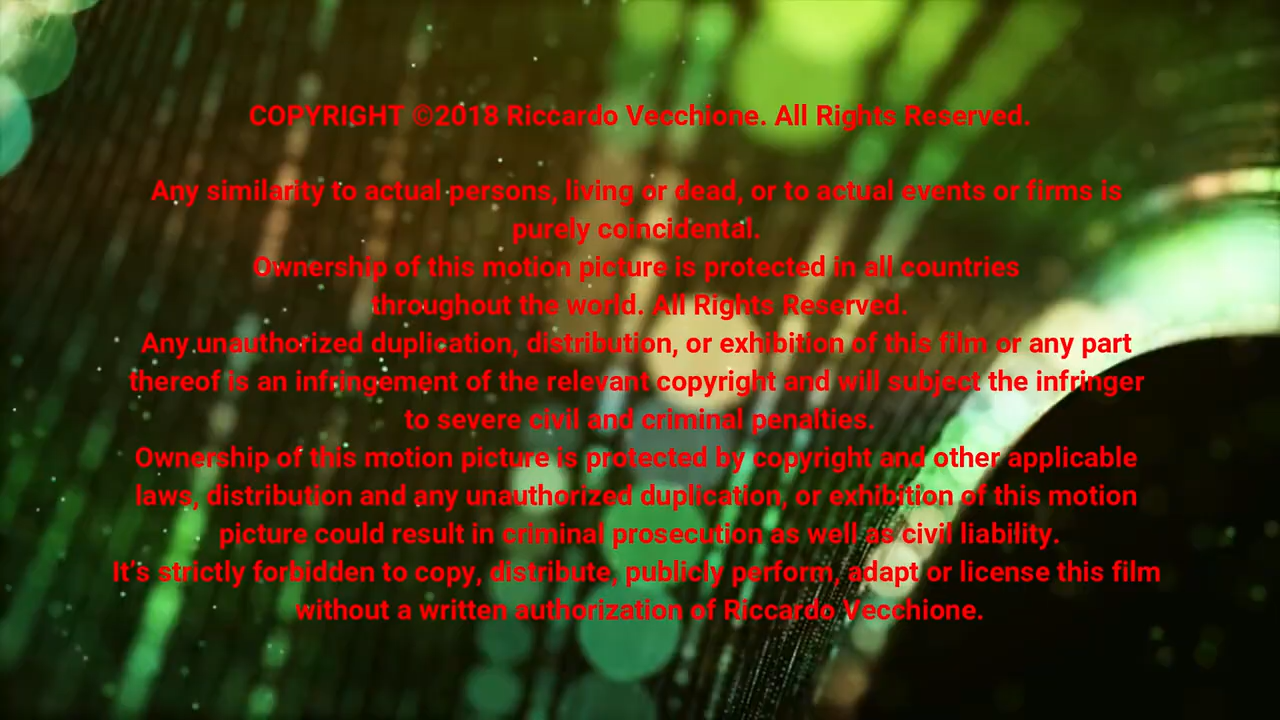 COPYRIGHT ©2018 Riccardo Vecchione. All Rights Reserved.
Any similarity to actual persons, living or dead, or to actual events or firms is
purely coincidental.
Ownership of this motion picture is protected in all countries
throughout the world. All Rights Reserved.
Any unauthorized duplication, distribution, or exhibition of this film or any part
thereof is an infringement of the relevant copyright and will subject the infringer
to severe civil and criminal penalties.
Ownership of this motion picture is protected by copyright and other applicable
laws, distribution and any unauthorized duplication, or exhibition of this motion
picture could result in criminal prosecution as well as civil liability.
It’s strictly forbidden to copy, distribute, publicly perform, adapt or license this film
without a written authorization of Riccardo Vecchione.